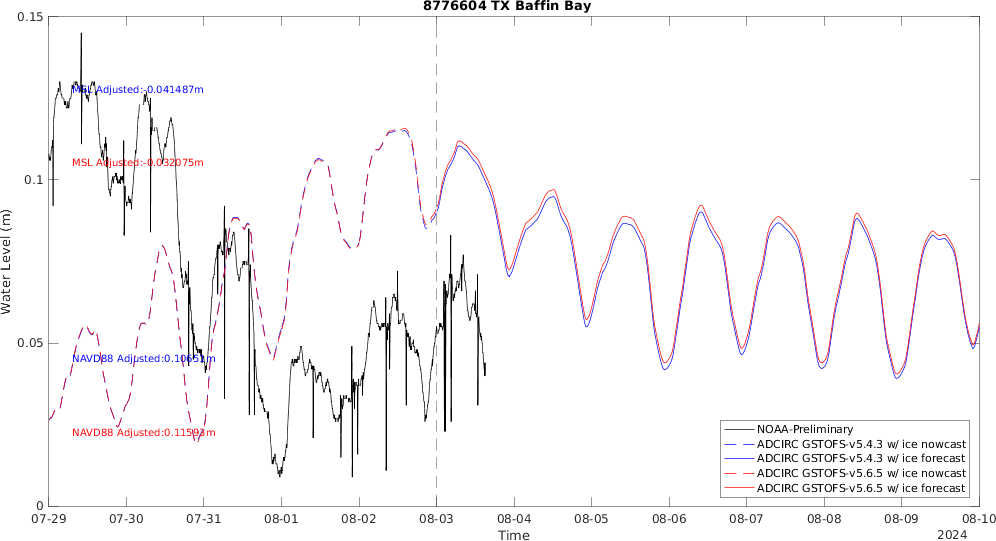 8776604 TX Baffin Bay
0.15
MSL Adjusted:-0.041487m
MSL Adjusted:-0.032075m
0.1
Water Level (m)
0.05
NAVD88 Adjusted:0.10652m
NAVD88 Adjusted:0.11593m
NOAA-Preliminary
ADCIRC GSTOFS-v5.4.3 w/ ice nowcast
ADCIRC GSTOFS-v5.4.3 w/ ice forecast
ADCIRC GSTOFS-v5.6.5 w/ ice nowcast
ADCIRC GSTOFS-v5.6.5 w/ ice forecast
0
07-29 07-30 07-31 08-01 08-02 08-03 08-04 08-05 08-06 08-07 08-08 08-09 08-10
Time
2024